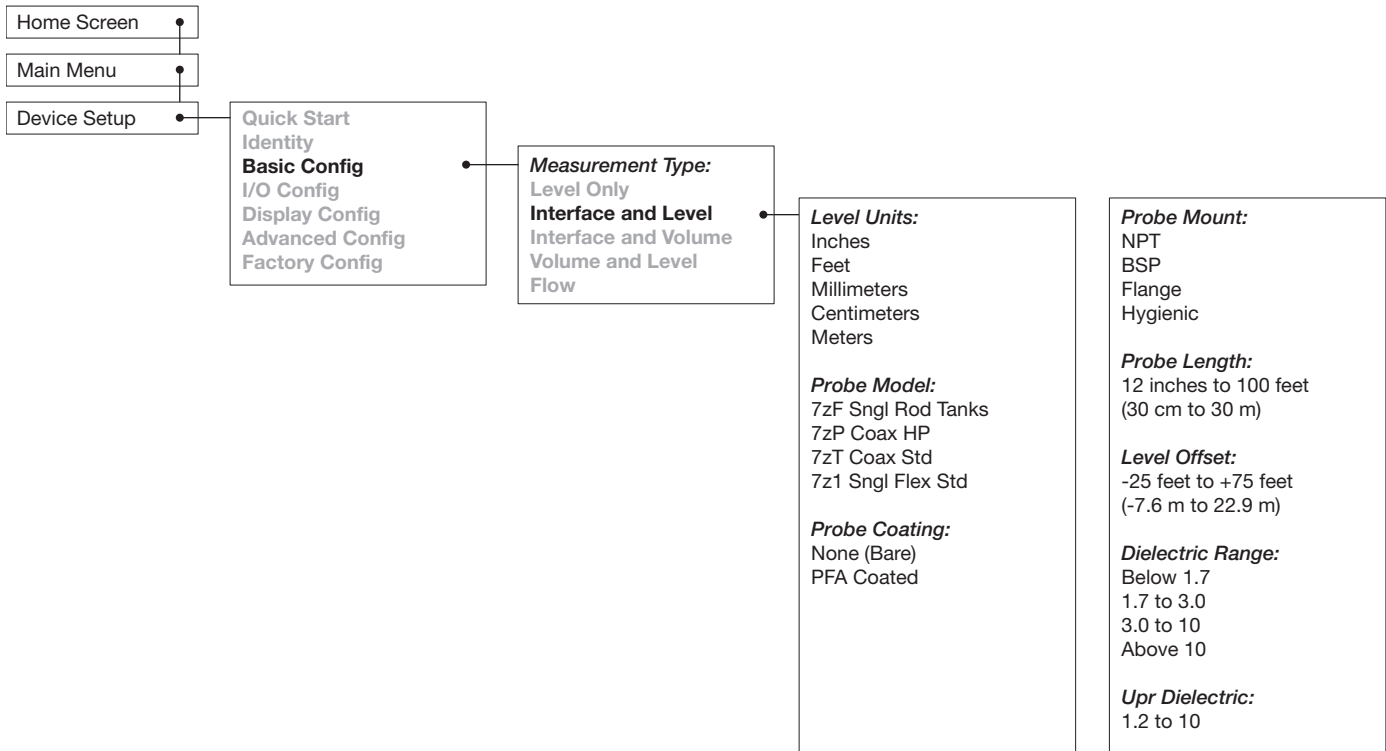 Home Screen
Main Menu
Device Setup
Quick Start
Identity
Basic Config
I/O Config
Display Config
Advanced Config
Factory Config
Measurement Type:
Level Only
Interface and Level
Interface and Volume
Volume and Level
Flow
Level Units:
Inches
Feet
Millimeters
Centimeters
Meters
Probe Model:
7zF Sngl Rod Tanks
7zP Coax HP
7zT Coax Std
7z1 Sngl Flex Std
Probe Coating:
None (Bare)
PFA Coated
Probe Mount:
NPT
BSP
Flange
Hygienic
Probe Length:
12 inches to 100 feet
(30 cm to 30 m)
Level Offset:
-25 feet to +75 feet
(-7.6 m to 22.9 m)
Dielectric Range:
Below 1.7
1.7 to 3.0
3.0 to 10
Above 10
Upr Dielectric:
1.2 to 10